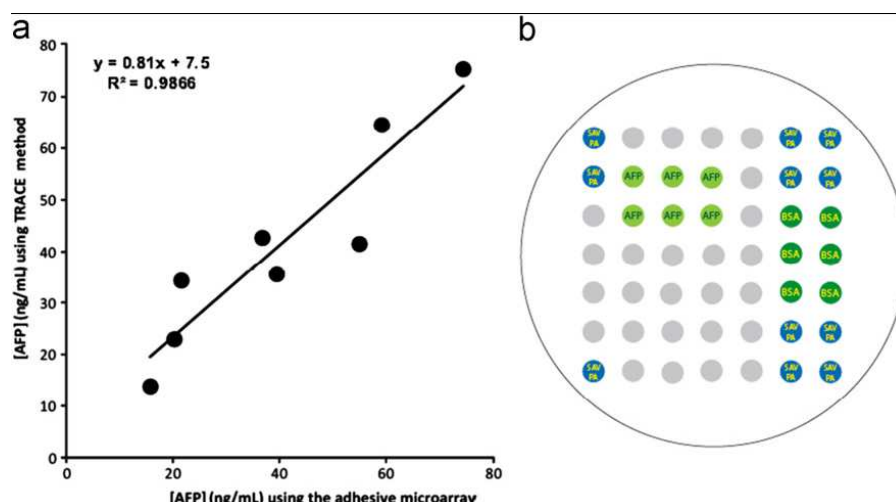 a
y = 0.81x + 7.5
R² = 0.9866
80
70
60
50
40
30
20
10
0
[AFP] (ng/mL) using TRACE method
0 20 40 60 80
[AFP] (ng/mL) using the adhesive microarray
b
SAV SAV SAV
PA PA PA
SAV AFP AFP AFP SAV SAV
PA PA PA
AFP AFP AFP BSA BSA
BSA BSA
BSA BSA
SAV SAV
PA PA
SAV SAV SAV
PA PA PA